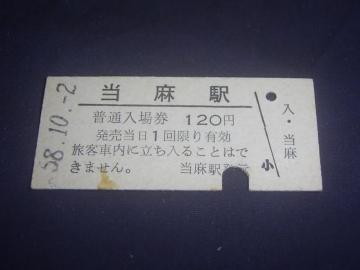 58.10.-2
当麻駅
普通入場券 120円
発売当日1回限り有効
旅客車内に立ち入ることはで
きません。 当麻駅発行
入・当麻
小